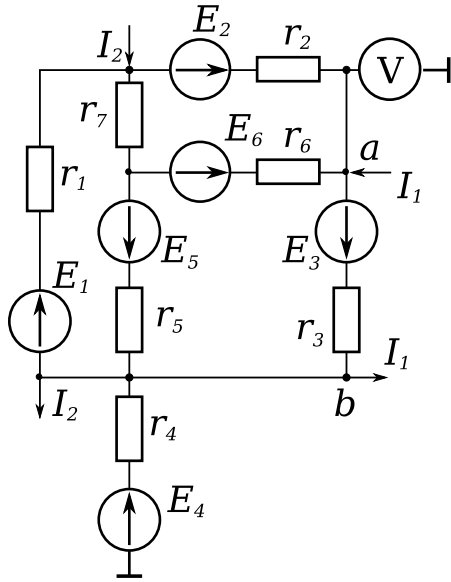 E₂
I₂
r₂
V
r₇
E₆
r₆
a
r₁
I₁
E₅
E₃
E₁
r₅
r₃
I₁
I₂
b
r₄
E₄